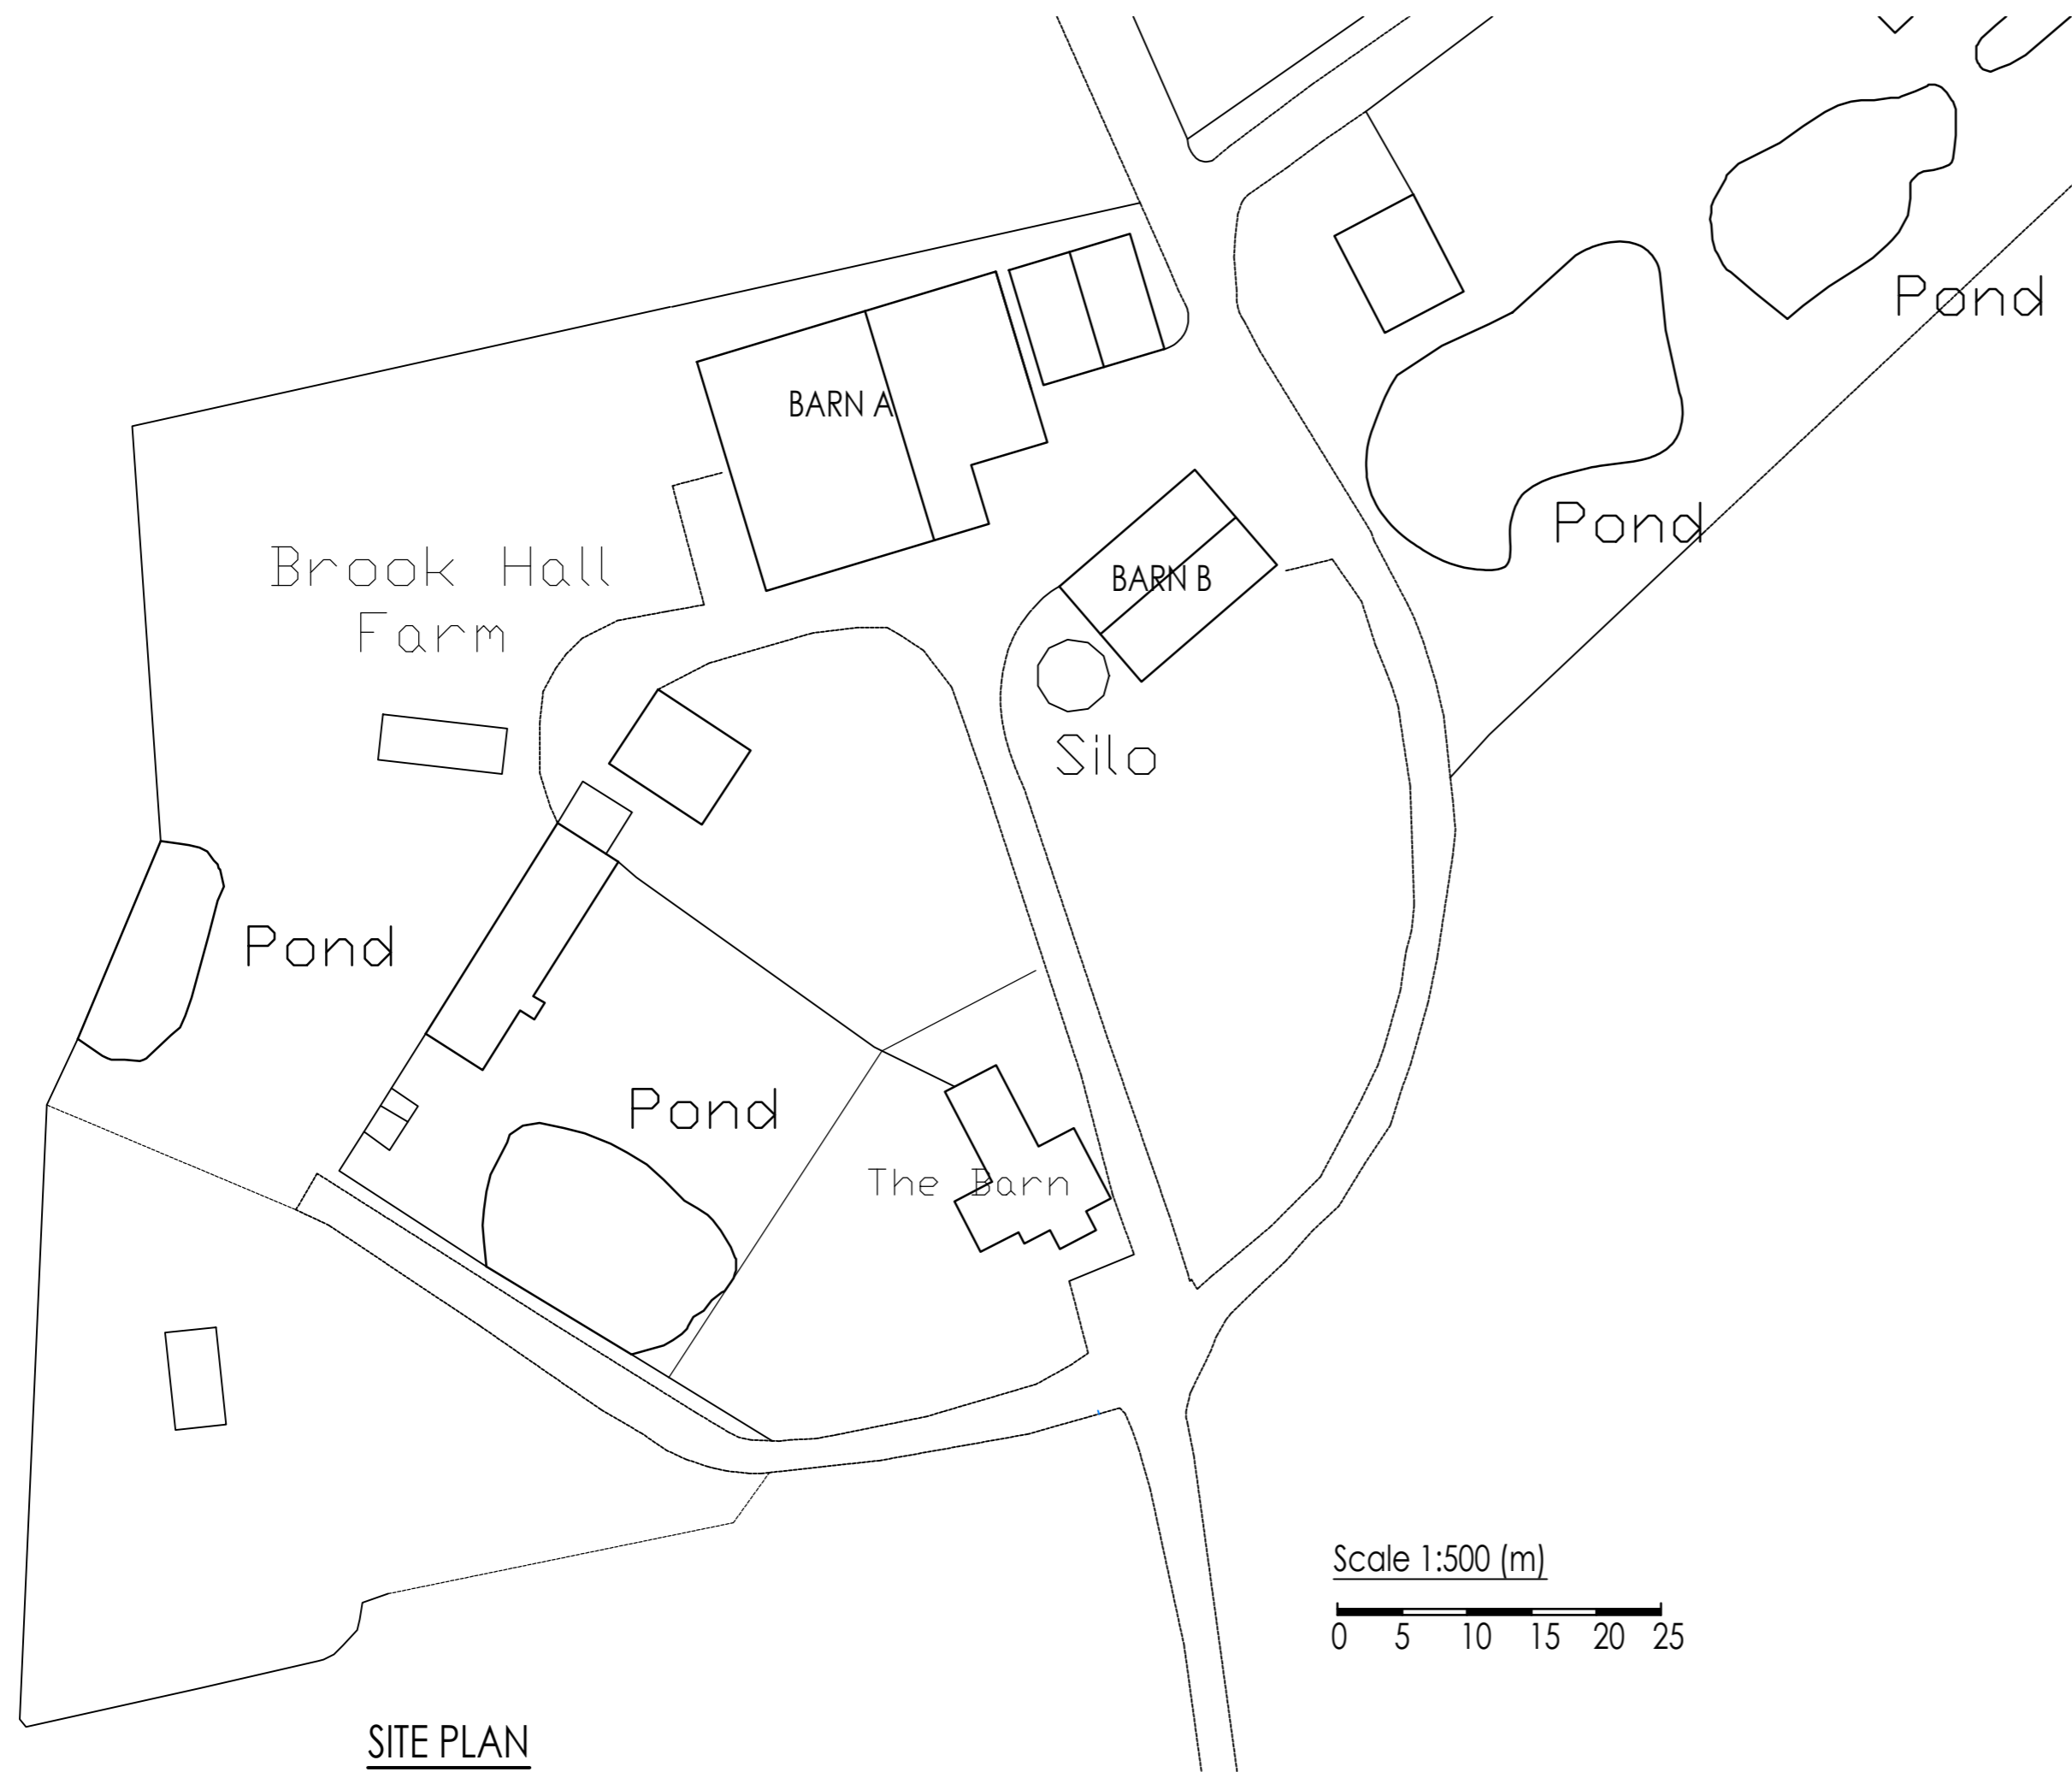 Pond
BARN A
Pond
Brook Hall
Farm
BARN B
Silo
Pond
Pond
The Barn
Scale 1:500 (m)
0 5 10 15 20 25
SITE PLAN